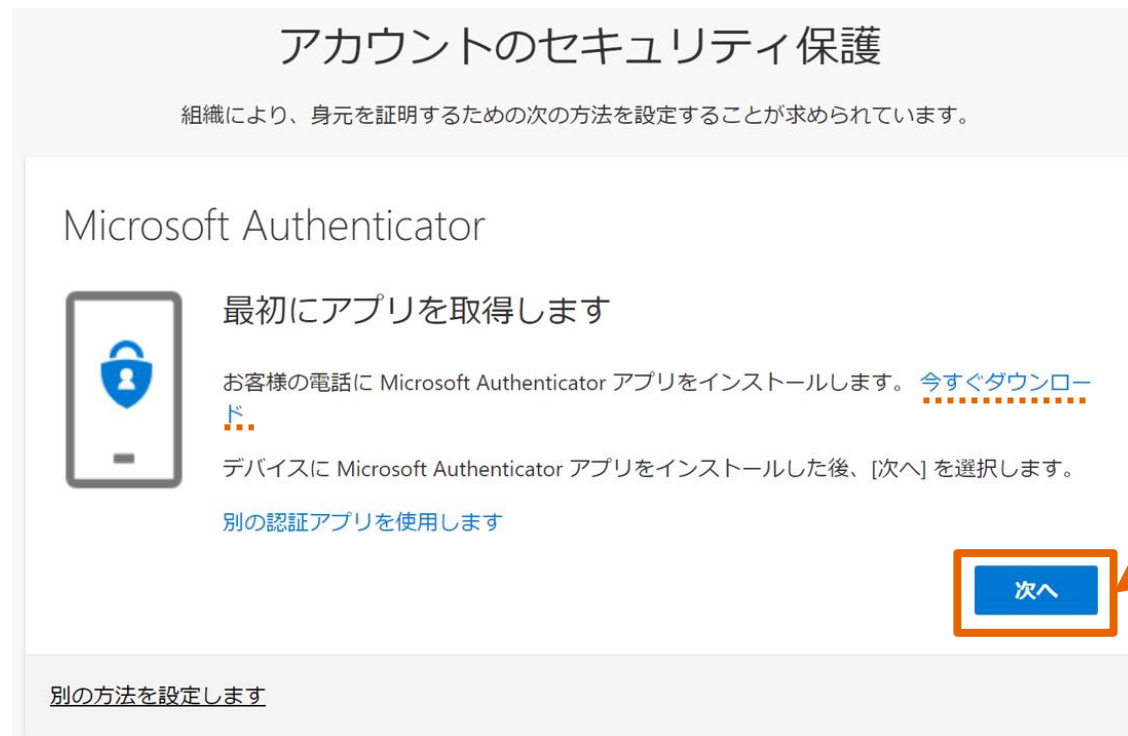 アカウントのセキュリティ保護
組織により、身元を証明するための次の方法を設定することが求められています。
Microsoft Authenticator
最初にアプリを取得します
お客様の電話に Microsoft Authenticator アプリをインストールします。 今すぐダウンロー
ド
デバイスに Microsoft Authenticator アプリをインストールした後、[次へ] を選択します。
別の認証アプリを使用します
次へ
別の方法を設定します